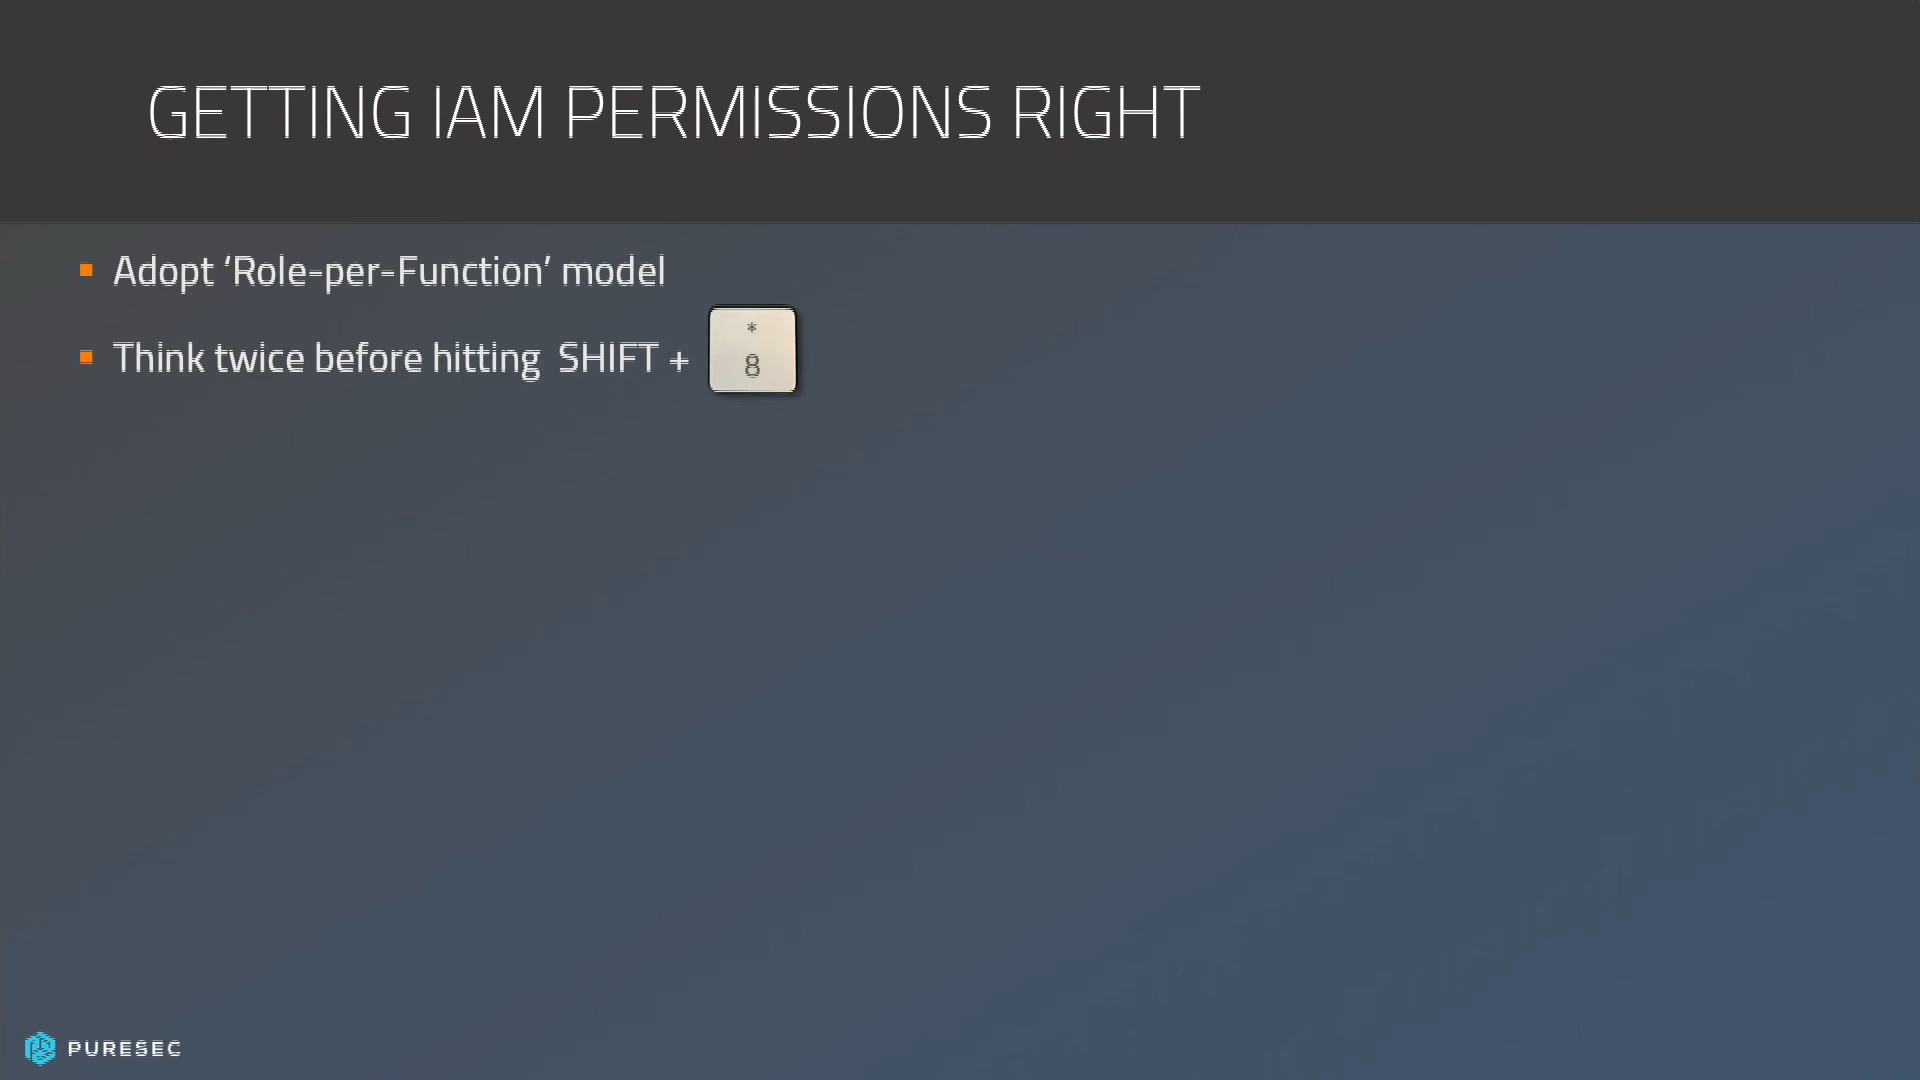 GETTING IAM PERMISSIONS RIGHT
Adopt ‘Role-per-Function’ model
Think twice before hitting SHIFT +
*
8
PURESEC